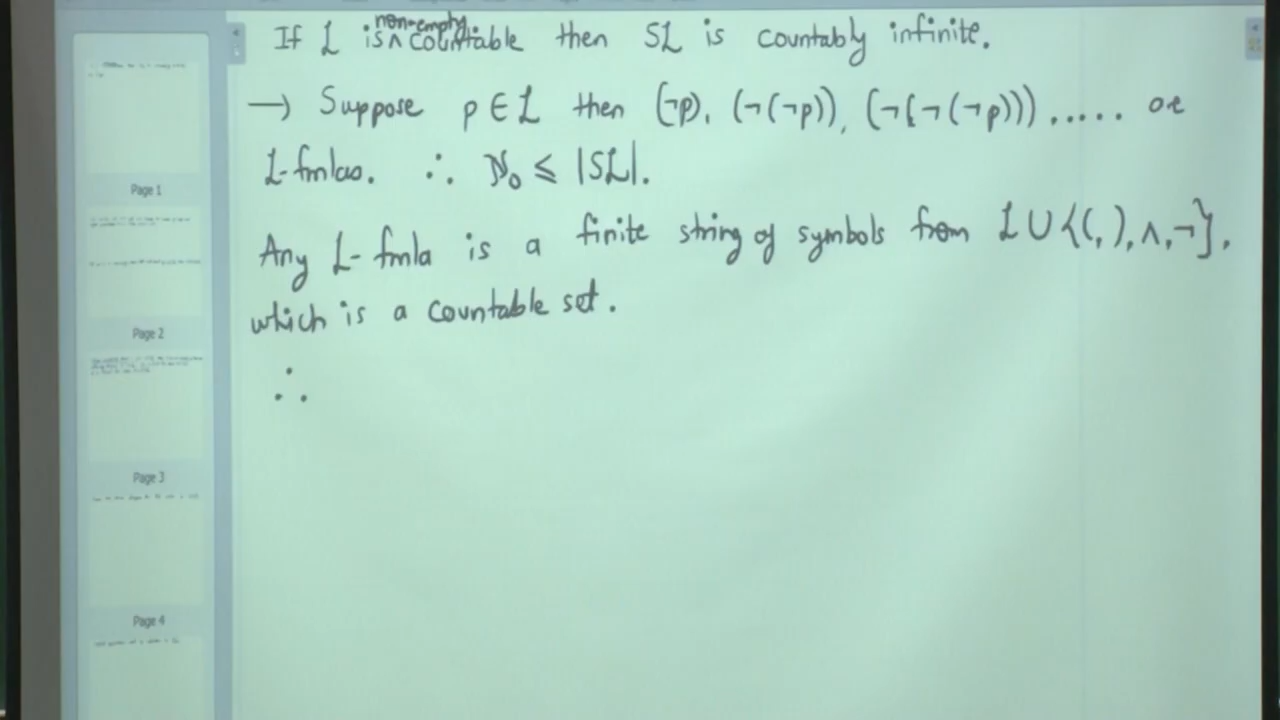 If L is non-empty countable then SL is countably infinite.
→ Suppose p ∈ L then (¬p), (¬(¬p)), (¬(¬(¬p))) ..... are
L-fmlas. ∴ ℵ₀ ≤ |SL|.
Any L-fmla is a finite string of symbols from L ∪ {(, ), ∧, ¬},
which is a countable set.
∴
Page 1
Page 2
Page 3
Page 4